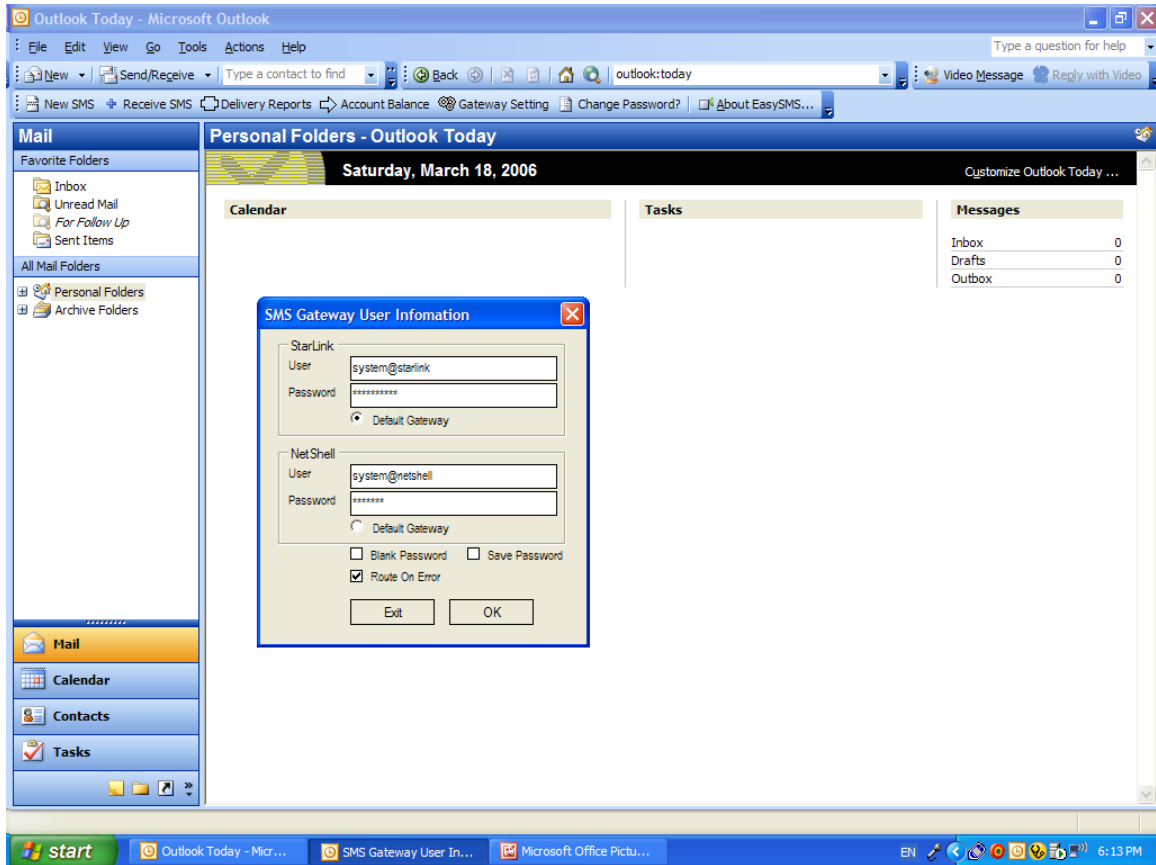 Outlook Today - Microsoft Outlook
File Edit View Go Tools Actions Help Type a question for help
New Send/Receive Type a contact to find Back outlook:today Video Message Reply with Video
New SMS Receive SMS Delivery Reports Account Balance Gateway Setting Change Password? About EasySMS...
Mail
Favorite Folders
Inbox
Unread Mail
For Follow Up
Sent Items
All Mail Folders
Personal Folders
Archive Folders
Mail
Calendar
Contacts
Tasks
Personal Folders - Outlook Today
Saturday, March 18, 2006 Customize Outlook Today ...
Calendar Tasks Messages
Inbox 0
Drafts 0
Outbox 0
SMS Gateway User Infomation
StarLink
User system@starlink
Password **********
Default Gateway
NetShell
User system@netshell
Password *******
Default Gateway
Blank Password Save Password
Route On Error
Exit OK
start Outlook Today - Micr... SMS Gateway User In... Microsoft Office Pictu... EN 6:13 PM